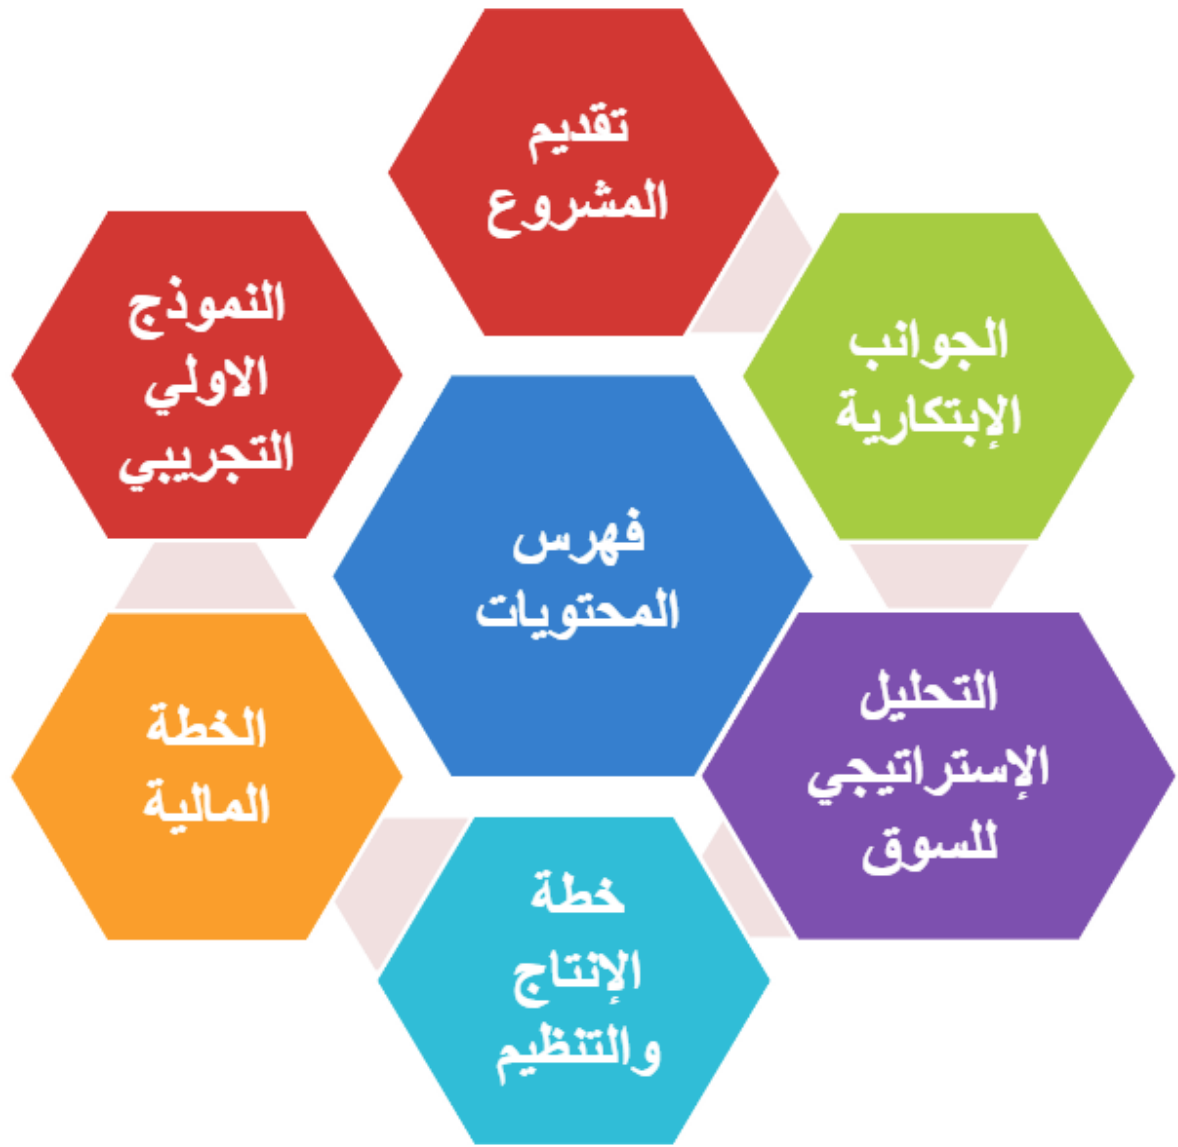 تقديم
المشروع
الجوانب
الإبتكارية
التحليل
الإستراتيجي
للسوق
خطة
الإنتاج
والتنظيم
الخطة
المالية
النموذج
الاولي
التجريبي
فهرس
المحتويات